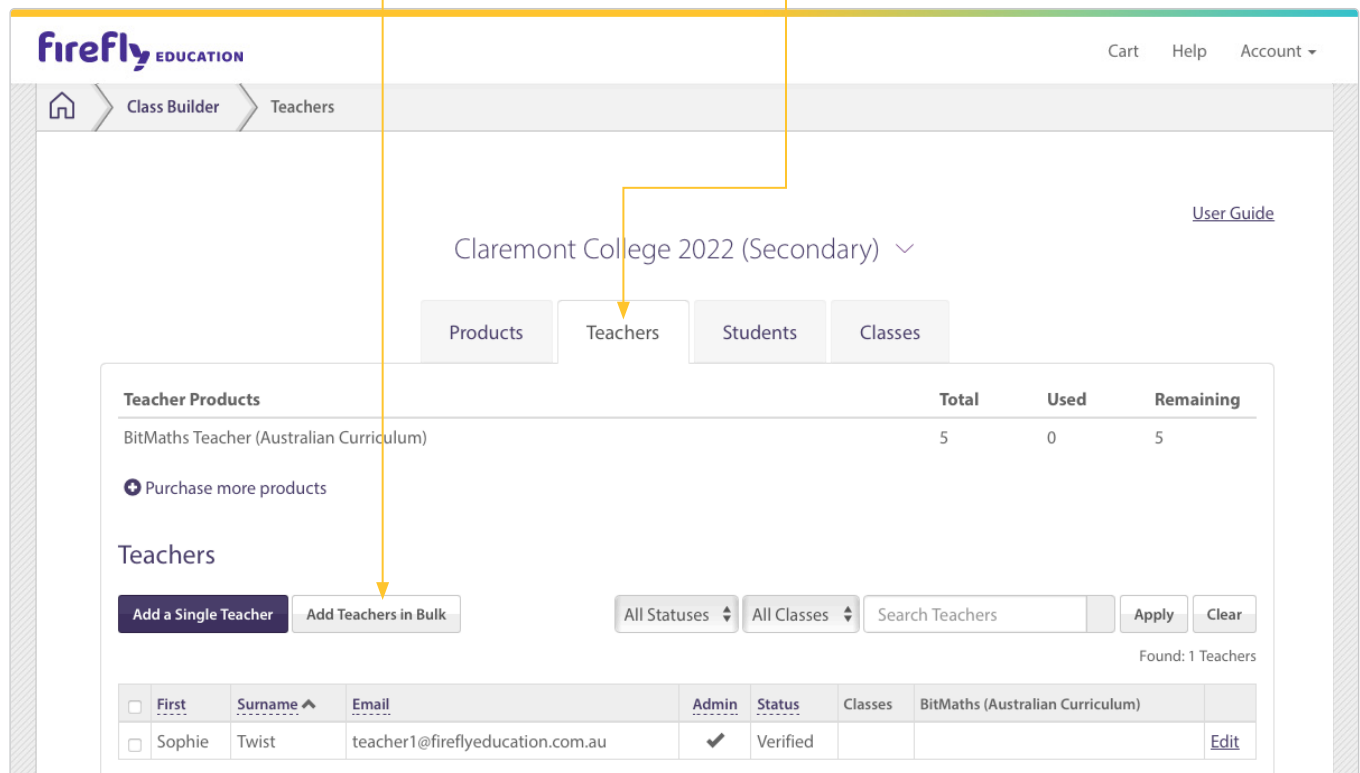 firefly EDUCATION
Cart Help Account
Class Builder Teachers
User Guide
Claremont College 2022 (Secondary)
Products Teachers Students Classes
Teacher Products Total Used Remaining
BitMaths Teacher (Australian Curriculum) 5 0 5
Purchase more products
Teachers
Add a Single Teacher Add Teachers in Bulk All Statuses All Classes Search Teachers Apply Clear
Found: 1 Teachers
First Surname Email Admin Status Classes BitMaths (Australian Curriculum)
Sophie Twist teacher1@fireflyeducation.com.au Verified Edit